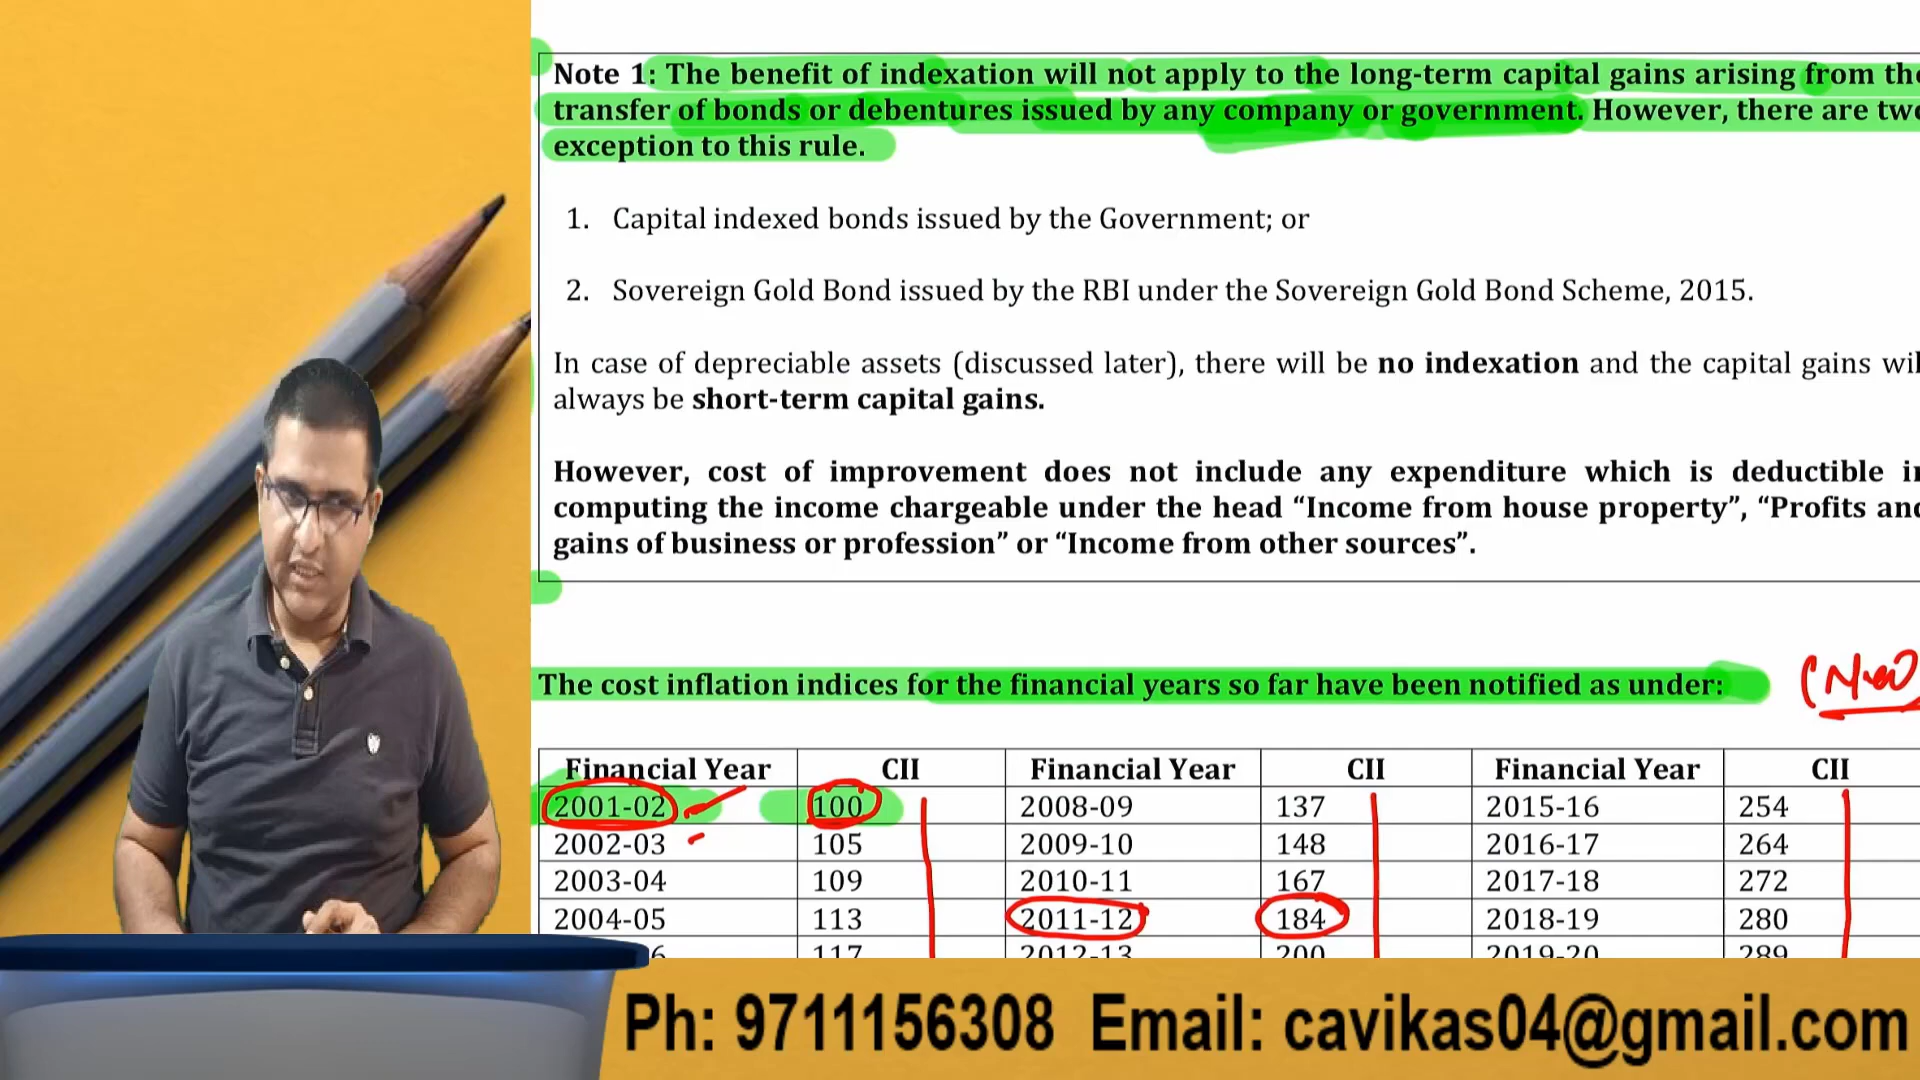 Note 1: The benefit of indexation will not apply to the long-term capital gains arising from the
transfer of bonds or debentures issued by any company or government. However, there are two
exception to this rule.
1. Capital indexed bonds issued by the Government; or
2. Sovereign Gold Bond issued by the RBI under the Sovereign Gold Bond Scheme, 2015.
In case of depreciable assets (discussed later), there will be no indexation and the capital gains wil
always be short-term capital gains.
However, cost of improvement does not include any expenditure which is deductible in
computing the income chargeable under the head “Income from house property”, “Profits and
gains of business or profession” or “Income from other sources”.
The cost inflation indices for the financial years so far have been notified as under:
Financial Year CII Financial Year CII Financial Year CII
2001-02 100 2008-09 137 2015-16 254
2002-03 105 2009-10 148 2016-17 264
2003-04 109 2010-11 167 2017-18 272
2004-05 113 2011-12 184 2018-19 280
6 117 2012-13 200 2019-20 289
Ph: 9711156308 Email: cavikas04@gmail.com